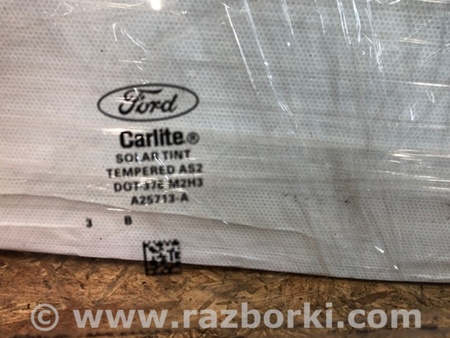 Ford
Carlite®
SOLAR TINT
TEMPERED AS2
DOT-376 M2H3
A25713-A
3 B
© www.razborki.com